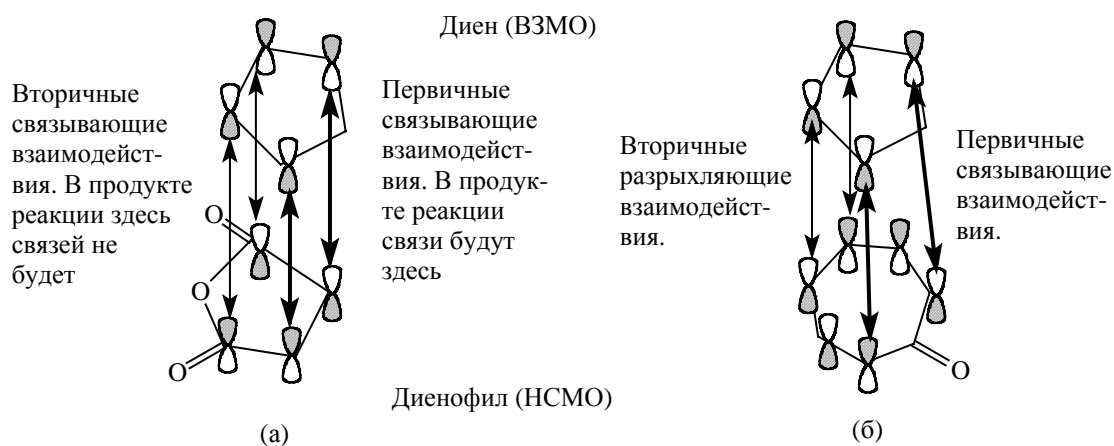 Диен (ВЗМО)
Вторичные
связывающие
взаимодейст-
вия. В продукте
реакции здесь
связей не
будет
Первичные
связывающие
взаимодейст-
вия. В продук-
те реакции
связи будут
здесь
O
O
O
(а)
Вторичные
разрыхляющие
взаимодейст-
вия.
Первичные
связывающие
взаимодейст-
вия.
O
Диенофил (НСМО)
(б)